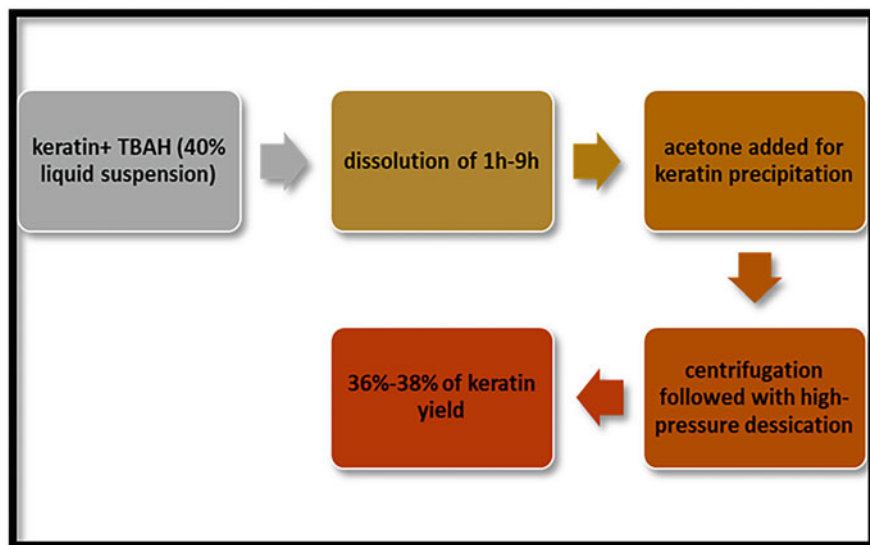 keratin+ TBAH (40%
liquid suspension)
dissolution of 1h-9h
acetone added for
keratin precipitation
centrifugation
followed with high-
pressure dessication
36%-38% of keratin
yield